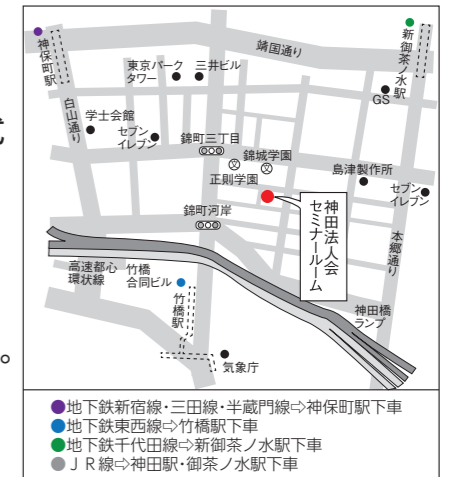 靖国通り
神保町駅
新御茶ノ水駅
東京パーク
タワー
三井ビル
GS
白山通り
学士会館
セブン
イレブン
錦町三丁目
錦城学園
正則学園
島津製作所
セブン
イレブン
錦町河岸
神田法人会
セミナールーム
本郷通り
高速都心
環状線
竹橋
合同ビル
竹橋駅
神田橋
ランプ
気象庁
。
●地下鉄新宿線・三田線・半蔵門線⇨神保町駅下車
●地下鉄東西線⇨竹橋駅下車
●地下鉄千代田線⇨新御茶ノ水駅下車
●JR線⇨神田駅・御茶ノ水駅下車